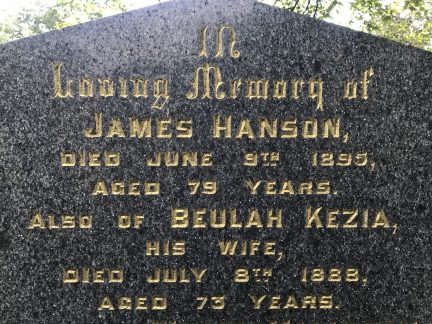 IN
Loving Memory of
JAMES HANSON,
DIED JUNE 9TH 1895,
AGED 79 YEARS.
ALSO OF BEULAH KEZIA,
HIS WIFE,
DIED JULY 8TH 1888,
AGED 73 YEARS.